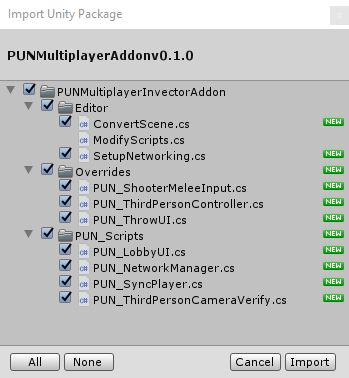 Import Unity Package
x
PUNMultiplayerAddonv0.1.0
PUNMultiplayerInvectorAddon
Editor
ConvertScene.cs NEW
ModifyScripts.cs
SetupNetworking.cs NEW
Overrides
PUN_ShooterMeleeInput.cs NEW
PUN_ThirdPersonController.cs NEW
PUN_ThrowUI.cs NEW
PUN_Scripts
PUN_LobbyUI.cs NEW
PUN_NetworkManager.cs NEW
PUN_SyncPlayer.cs NEW
PUN_ThirdPersonCameraVerify.cs NEW
All None Cancel Import